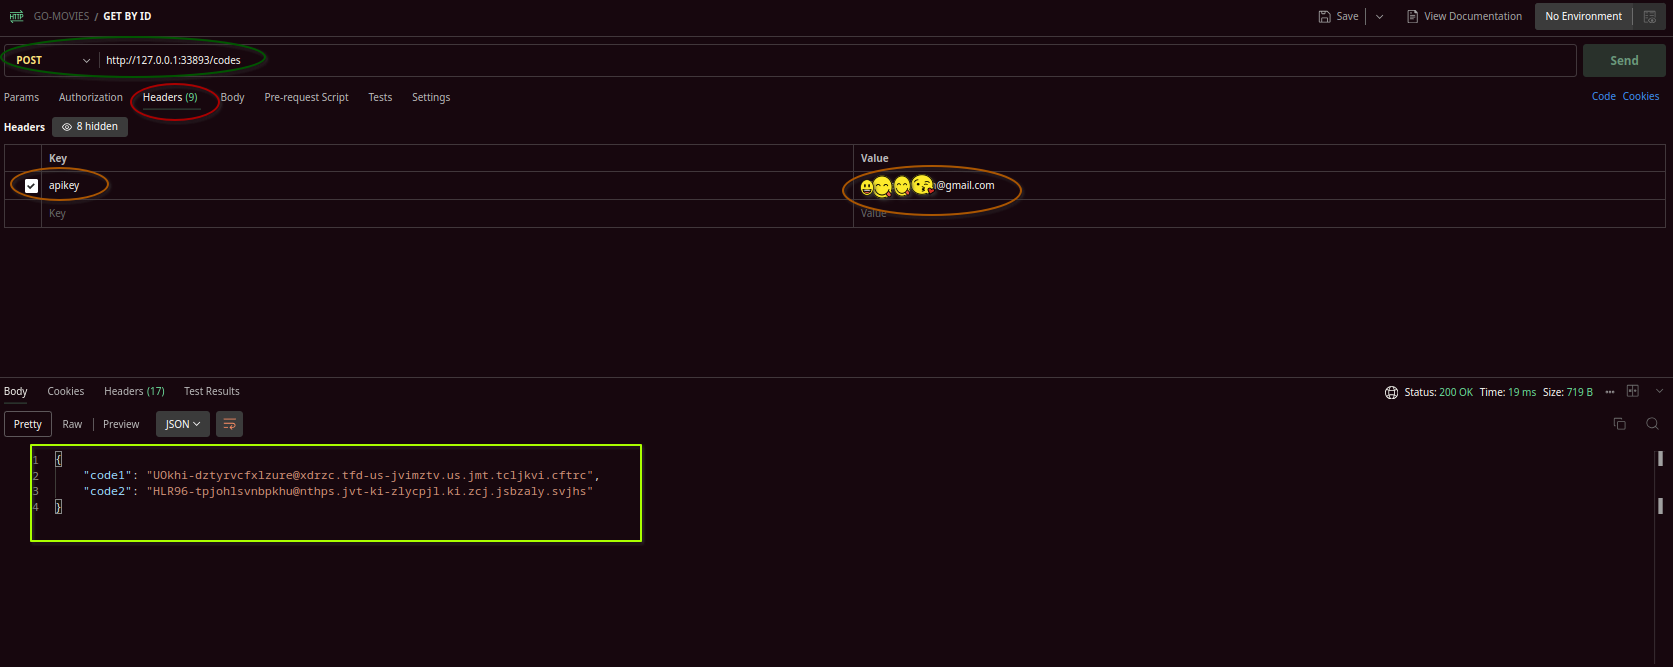 GO-MOVIES / GET BY ID
Save
View Documentation
No Environment
POST http://127.0.0.1:33893/codes
Send
Params Authorization Headers (9) Body Pre-request Script Tests Settings
Code Cookies
Headers 8 hidden
Key Value
apikey @gmail.com
Key Value
Body Cookies Headers (17) Test Results
Status: 200 OK Time: 19 ms Size: 719 B
Pretty Raw Preview JSON
1 {
2 "code1": "UOkhi-dztyrvcfxlzure@xdrzc.tfd-us-jvimztv.us.jmt.tcljkvi.cftrc",
3 "code2": "HLR96-tpjohlsvnbpkhu@nthps.jvt-ki-zlycpjl.ki.zcj.jsbzaly.svjhs"
4 }